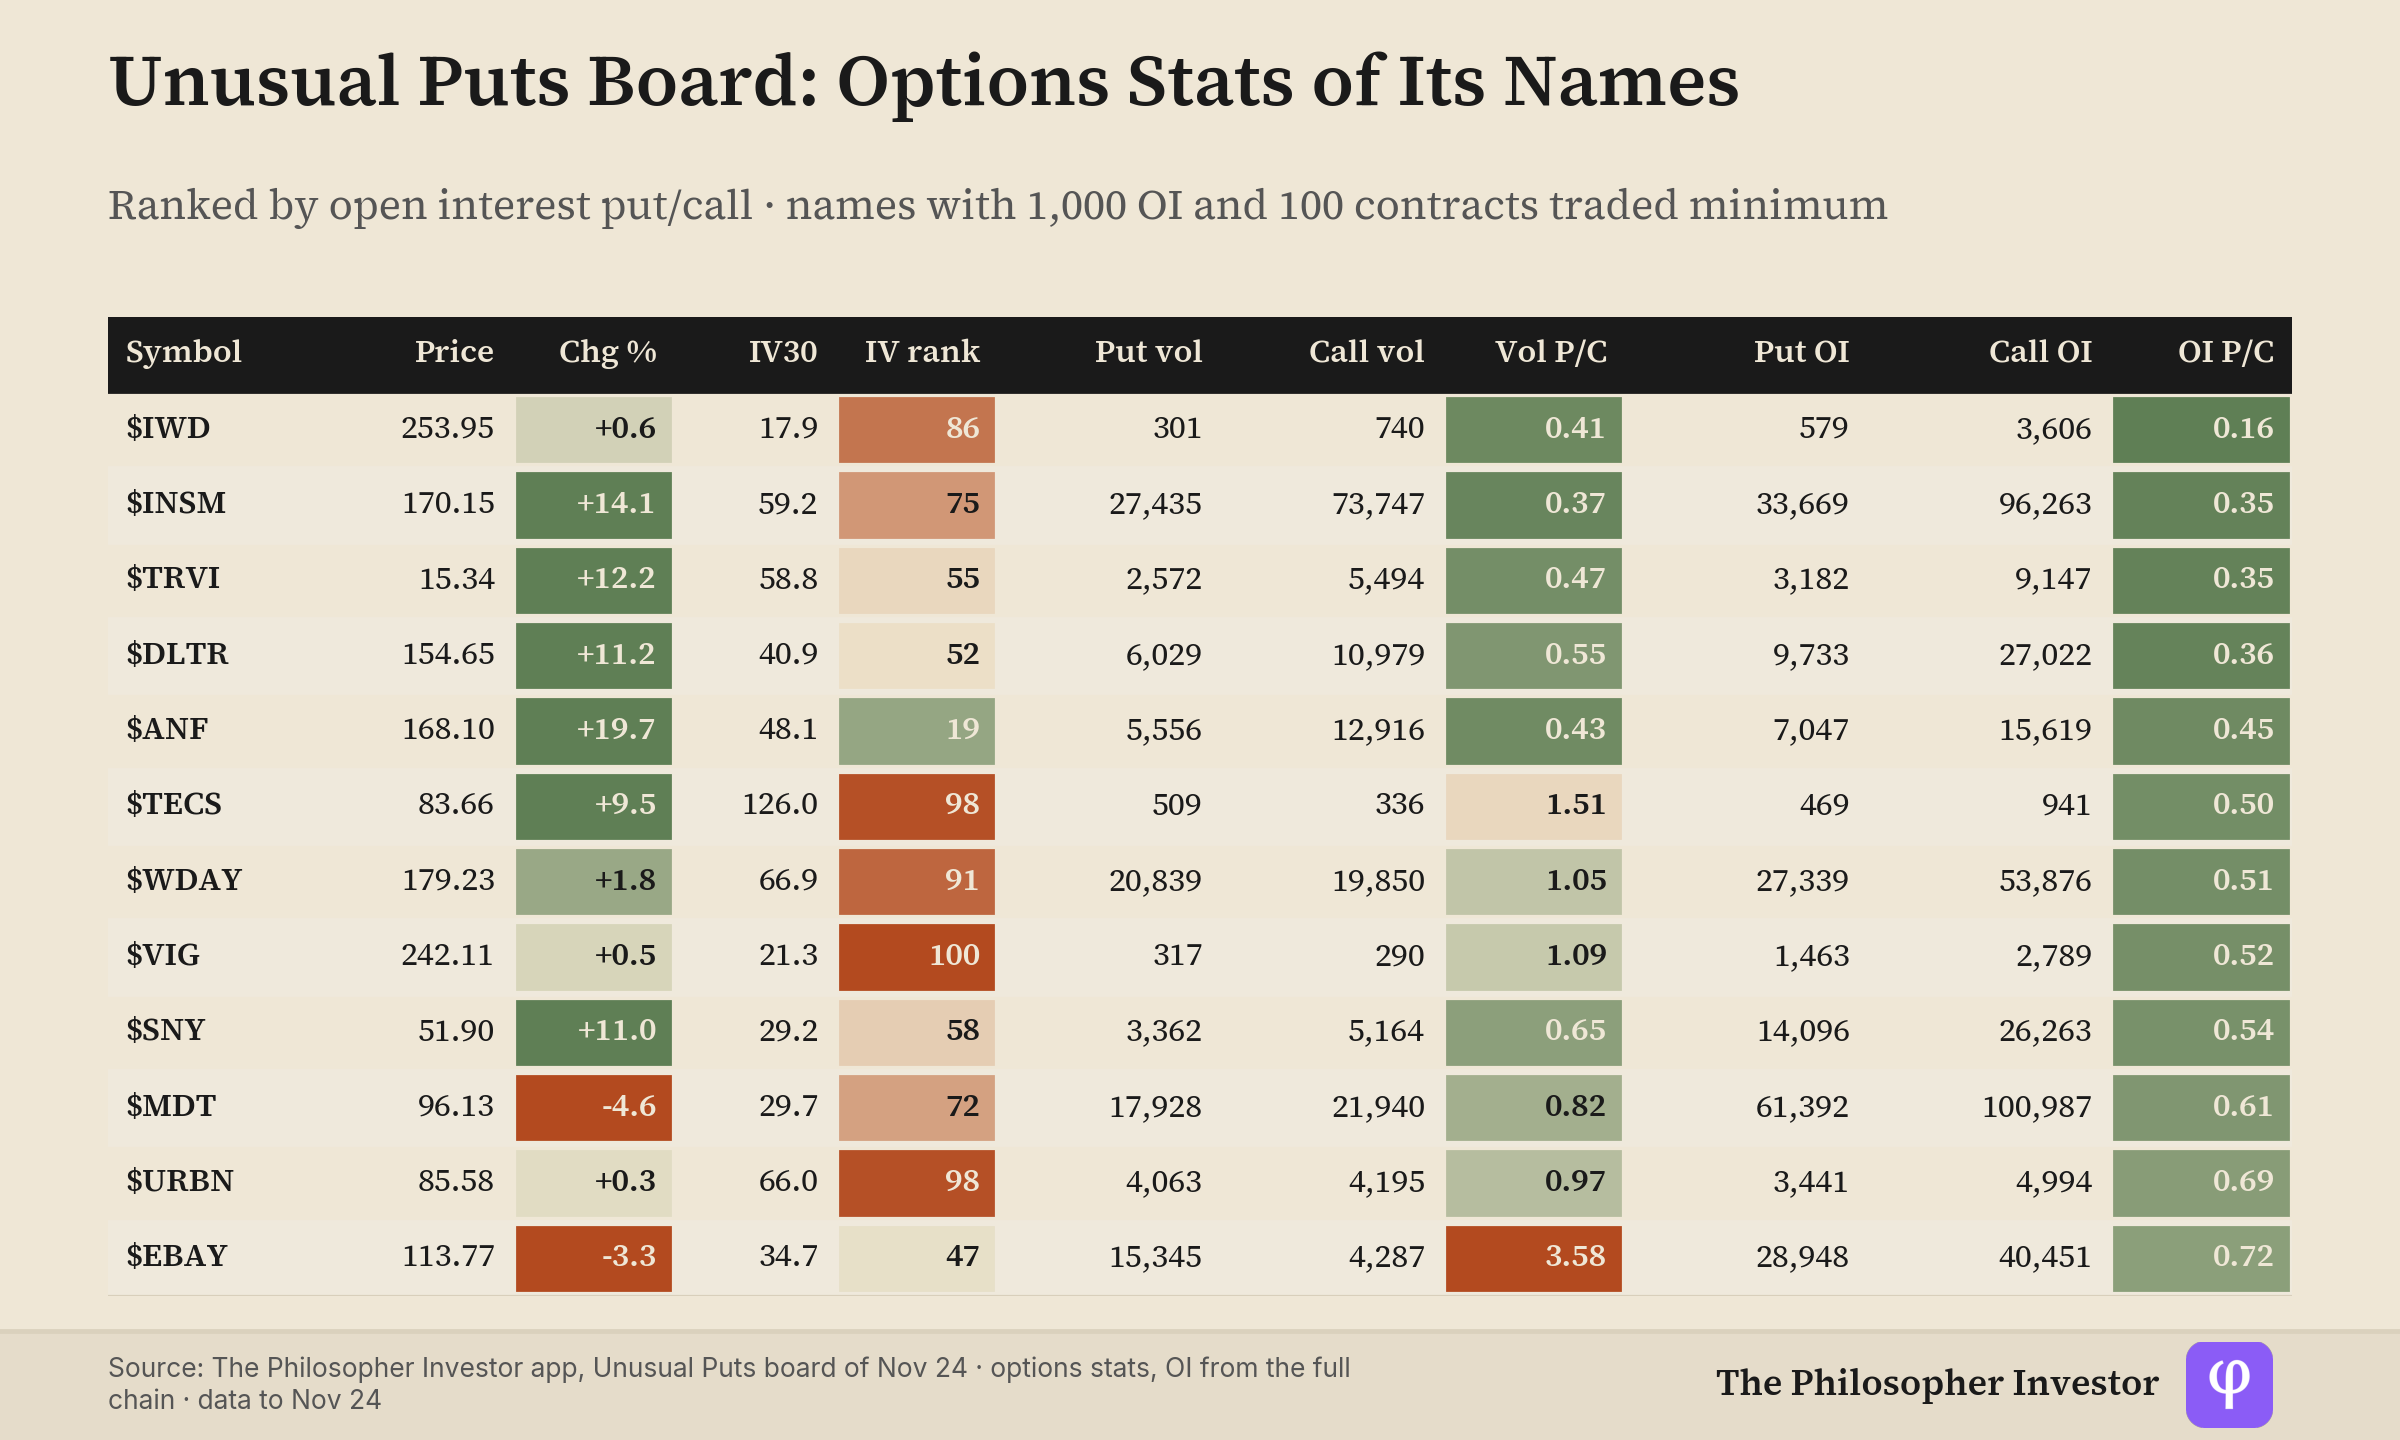 Unusual Puts Board: Options Stats of Its Names
Ranked by open interest put/call · names with 1,000 OI and 100 contracts traded minimum
Symbol Price Chg % IV30 IV rank Put vol Call vol Vol P/C Put OI Call OI OI P/C
$IWD 253.95 +0.6 17.9 86 301 740 0.41 579 3,606 0.16
$INSM 170.15 +14.1 59.2 75 27,435 73,747 0.37 33,669 96,263 0.35
$TRVI 15.34 +12.2 58.8 55 2,572 5,494 0.47 3,182 9,147 0.35
$DLTR 154.65 +11.2 40.9 52 6,029 10,979 0.55 9,733 27,022 0.36
$ANF 168.10 +19.7 48.1 19 5,556 12,916 0.43 7,047 15,619 0.45
$TECS 83.66 +9.5 126.0 98 509 336 1.51 469 941 0.50
$WDAY 179.23 +1.8 66.9 91 20,839 19,850 1.05 27,339 53,876 0.51
$VIG 242.11 +0.5 21.3 100 317 290 1.09 1,463 2,789 0.52
$SNY 51.90 +11.0 29.2 58 3,362 5,164 0.65 14,096 26,263 0.54
$MDT 96.13 -4.6 29.7 72 17,928 21,940 0.82 61,392 100,987 0.61
$URBN 85.58 +0.3 66.0 98 4,063 4,195 0.97 3,441 4,994 0.69
$EBAY 113.77 -3.3 34.7 47 15,345 4,287 3.58 28,948 40,451 0.72
Source: The Philosopher Investor app, Unusual Puts board of Nov 24 · options stats, OI from the full
chain · data to Nov 24
The Philosopher Investor φ